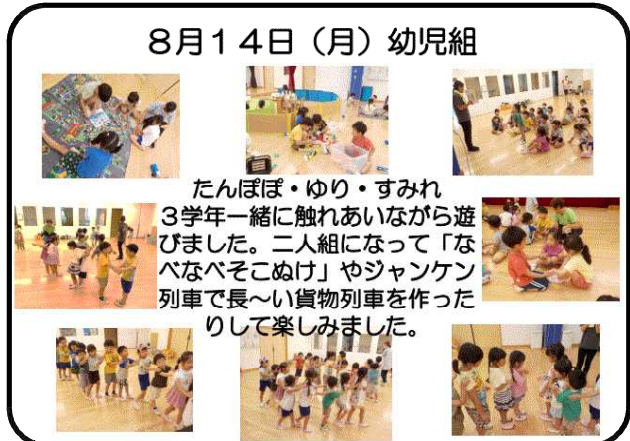 8月14日(月)幼児組
たんぽぽ・ゆり・すみれ
3学年一緒に触れあいながら遊
びました。二人組になって「な
べなべそこぬけ」やジャンケン
列車で長~い貨物列車を作った
りして楽しみました。